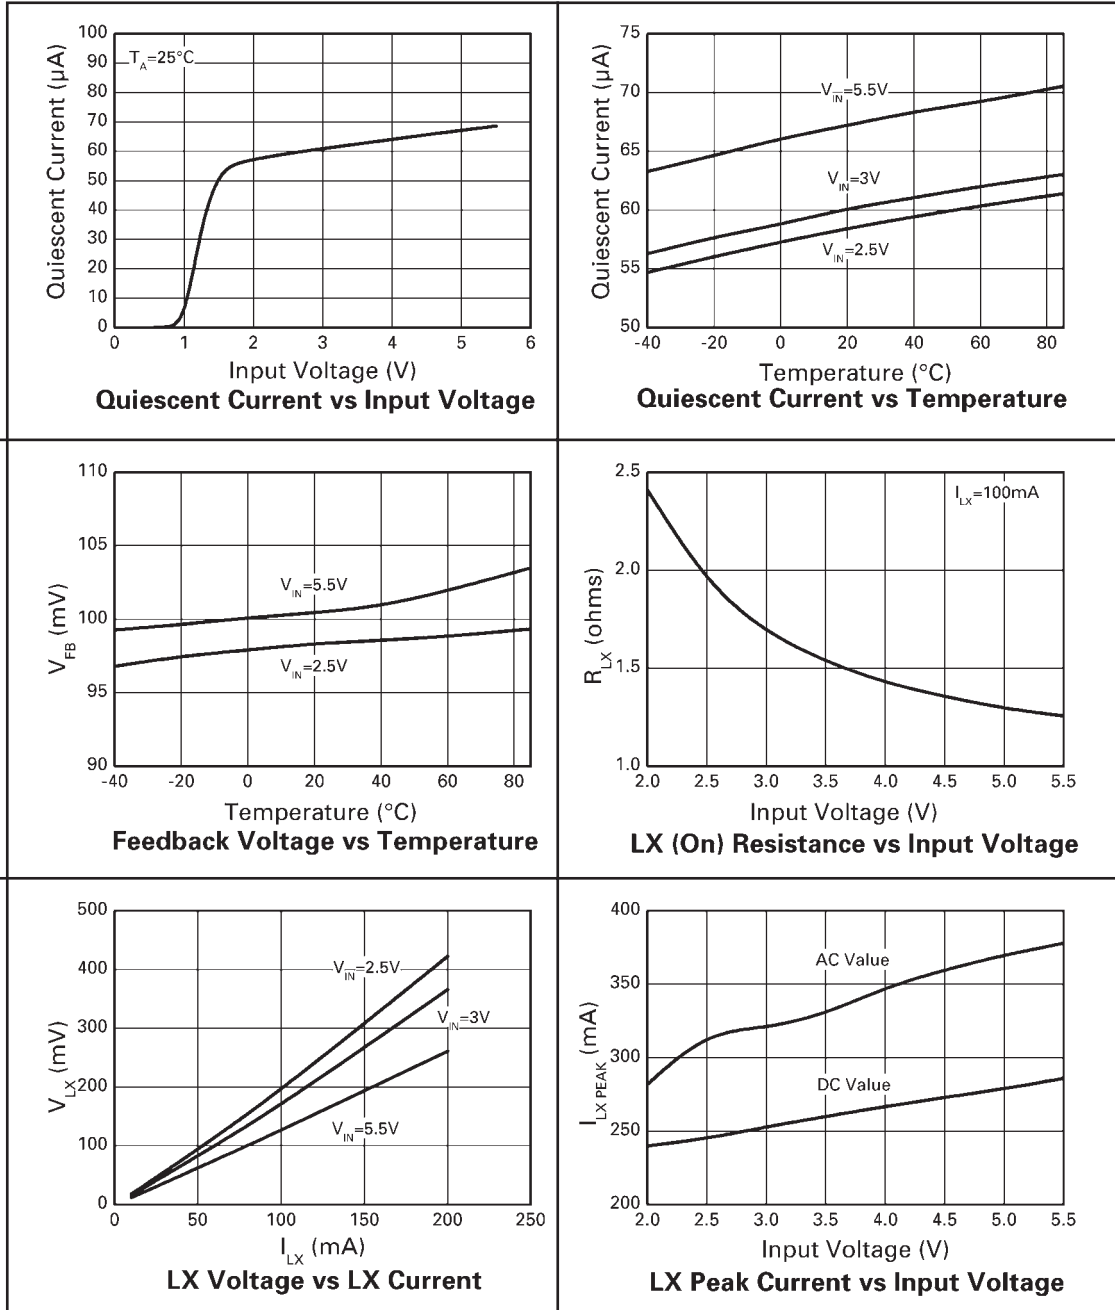 100
90
80
70
60
50
40
30
20
10
0
Quiescent Current (µA)
T_A=25°C
0 1 2 3 4 5 6
Input Voltage (V)
Quiescent Current vs Input Voltage
75
70
65
60
55
50
Quiescent Current (µA)
V_IN=5.5V
V_IN=3V
V_IN=2.5V
-40 -20 0 20 40 60 80
Temperature (°C)
Quiescent Current vs Temperature
110
105
100
95
90
V_FB (mV)
V_IN=5.5V
V_IN=2.5V
-40 -20 0 20 40 60 80
Temperature (°C)
Feedback Voltage vs Temperature
2.5
2.0
1.5
1.0
R_LX (ohms)
I_LX=100mA
2.0 2.5 3.0 3.5 4.0 4.5 5.0 5.5
Input Voltage (V)
LX (On) Resistance vs Input Voltage
500
400
300
200
100
0
V_LX (mV)
V_IN=2.5V
V_IN=3V
V_IN=5.5V
0 50 100 150 200 250
I_LX (mA)
LX Voltage vs LX Current
400
350
300
250
200
I_LX PEAK (mA)
AC Value
DC Value
2.0 2.5 3.0 3.5 4.0 4.5 5.0 5.5
Input Voltage (V)
LX Peak Current vs Input Voltage